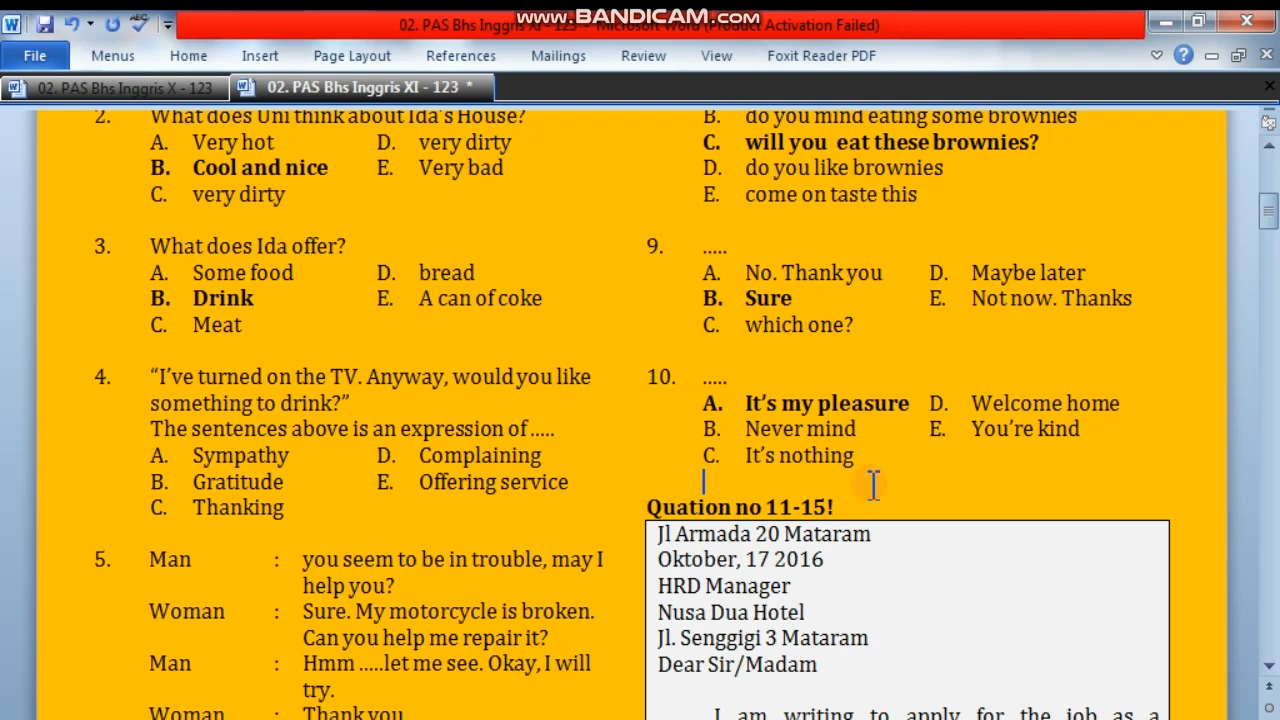 www.BANDICAM.com
02. PAS Bhs Inggris XI - 123 - Microsoft Word (Product Activation Failed)
File Menus Home Insert Page Layout References Mailings Review View Foxit Reader PDF
02. PAS Bhs Inggris X - 123
02. PAS Bhs Inggris XI - 123 *
2. What does Uni think about Ida's House?
A. Very hot D. very dirty
B. Cool and nice E. Very bad
C. very dirty
3. What does Ida offer?
A. Some food D. bread
B. Drink E. A can of coke
C. Meat
4. “I’ve turned on the TV. Anyway, would you like
something to drink?”
The sentences above is an expression of .....
A. Sympathy D. Complaining
B. Gratitude E. Offering service
C. Thanking
5. Man : you seem to be in trouble, may I
help you?
Woman : Sure. My motorcycle is broken.
Can you help me repair it?
Man : Hmm .....let me see. Okay, I will
try.
Woman : Thank you
B. do you mind eating some brownies
C. will you eat these brownies?
D. do you like brownies
E. come on taste this
9. .....
A. No. Thank you D. Maybe later
B. Sure E. Not now. Thanks
C. which one?
10. .....
A. It’s my pleasure D. Welcome home
B. Never mind E. You’re kind
C. It’s nothing
Quation no 11-15!
Jl Armada 20 Mataram
Oktober, 17 2016
HRD Manager
Nusa Dua Hotel
Jl. Senggigi 3 Mataram
Dear Sir/Madam
I am writing to apply for the job as a